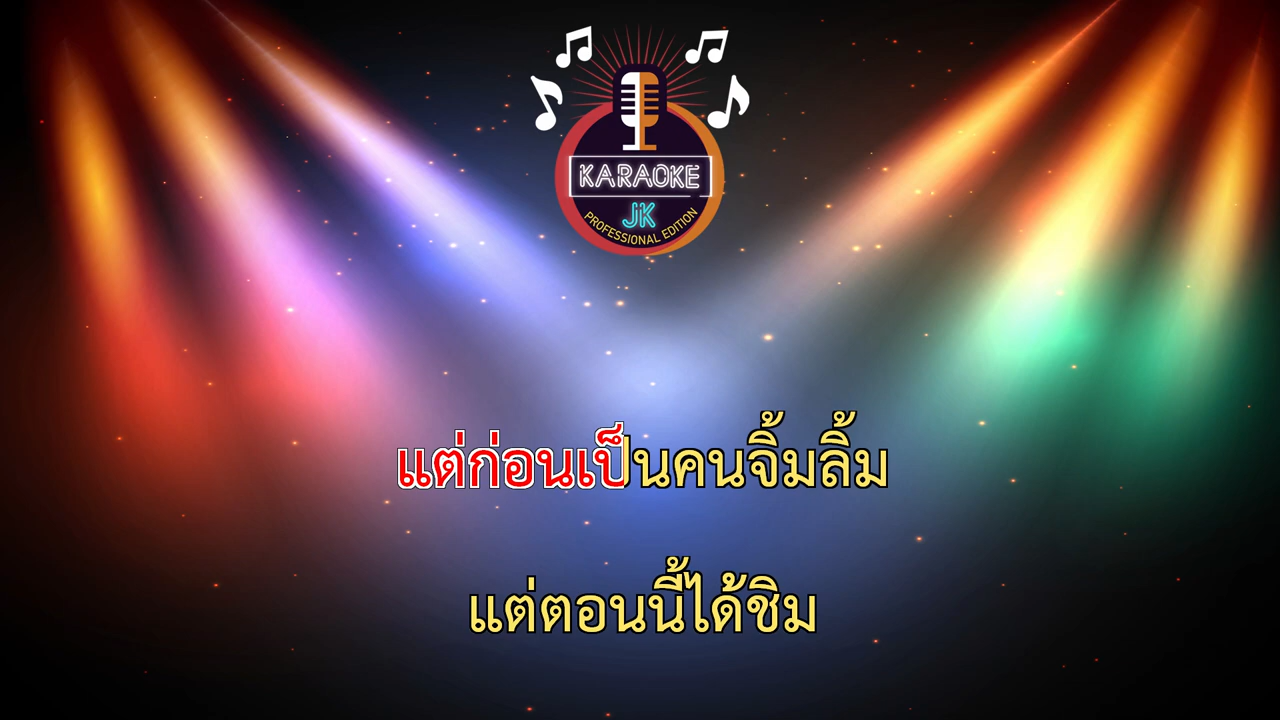 KARAOKE
JK
PROFESSIONAL EDITION
แต่ก่อนเป็นคนจิ้มลิ้ม
แต่ตอนนี้ได้ชิม